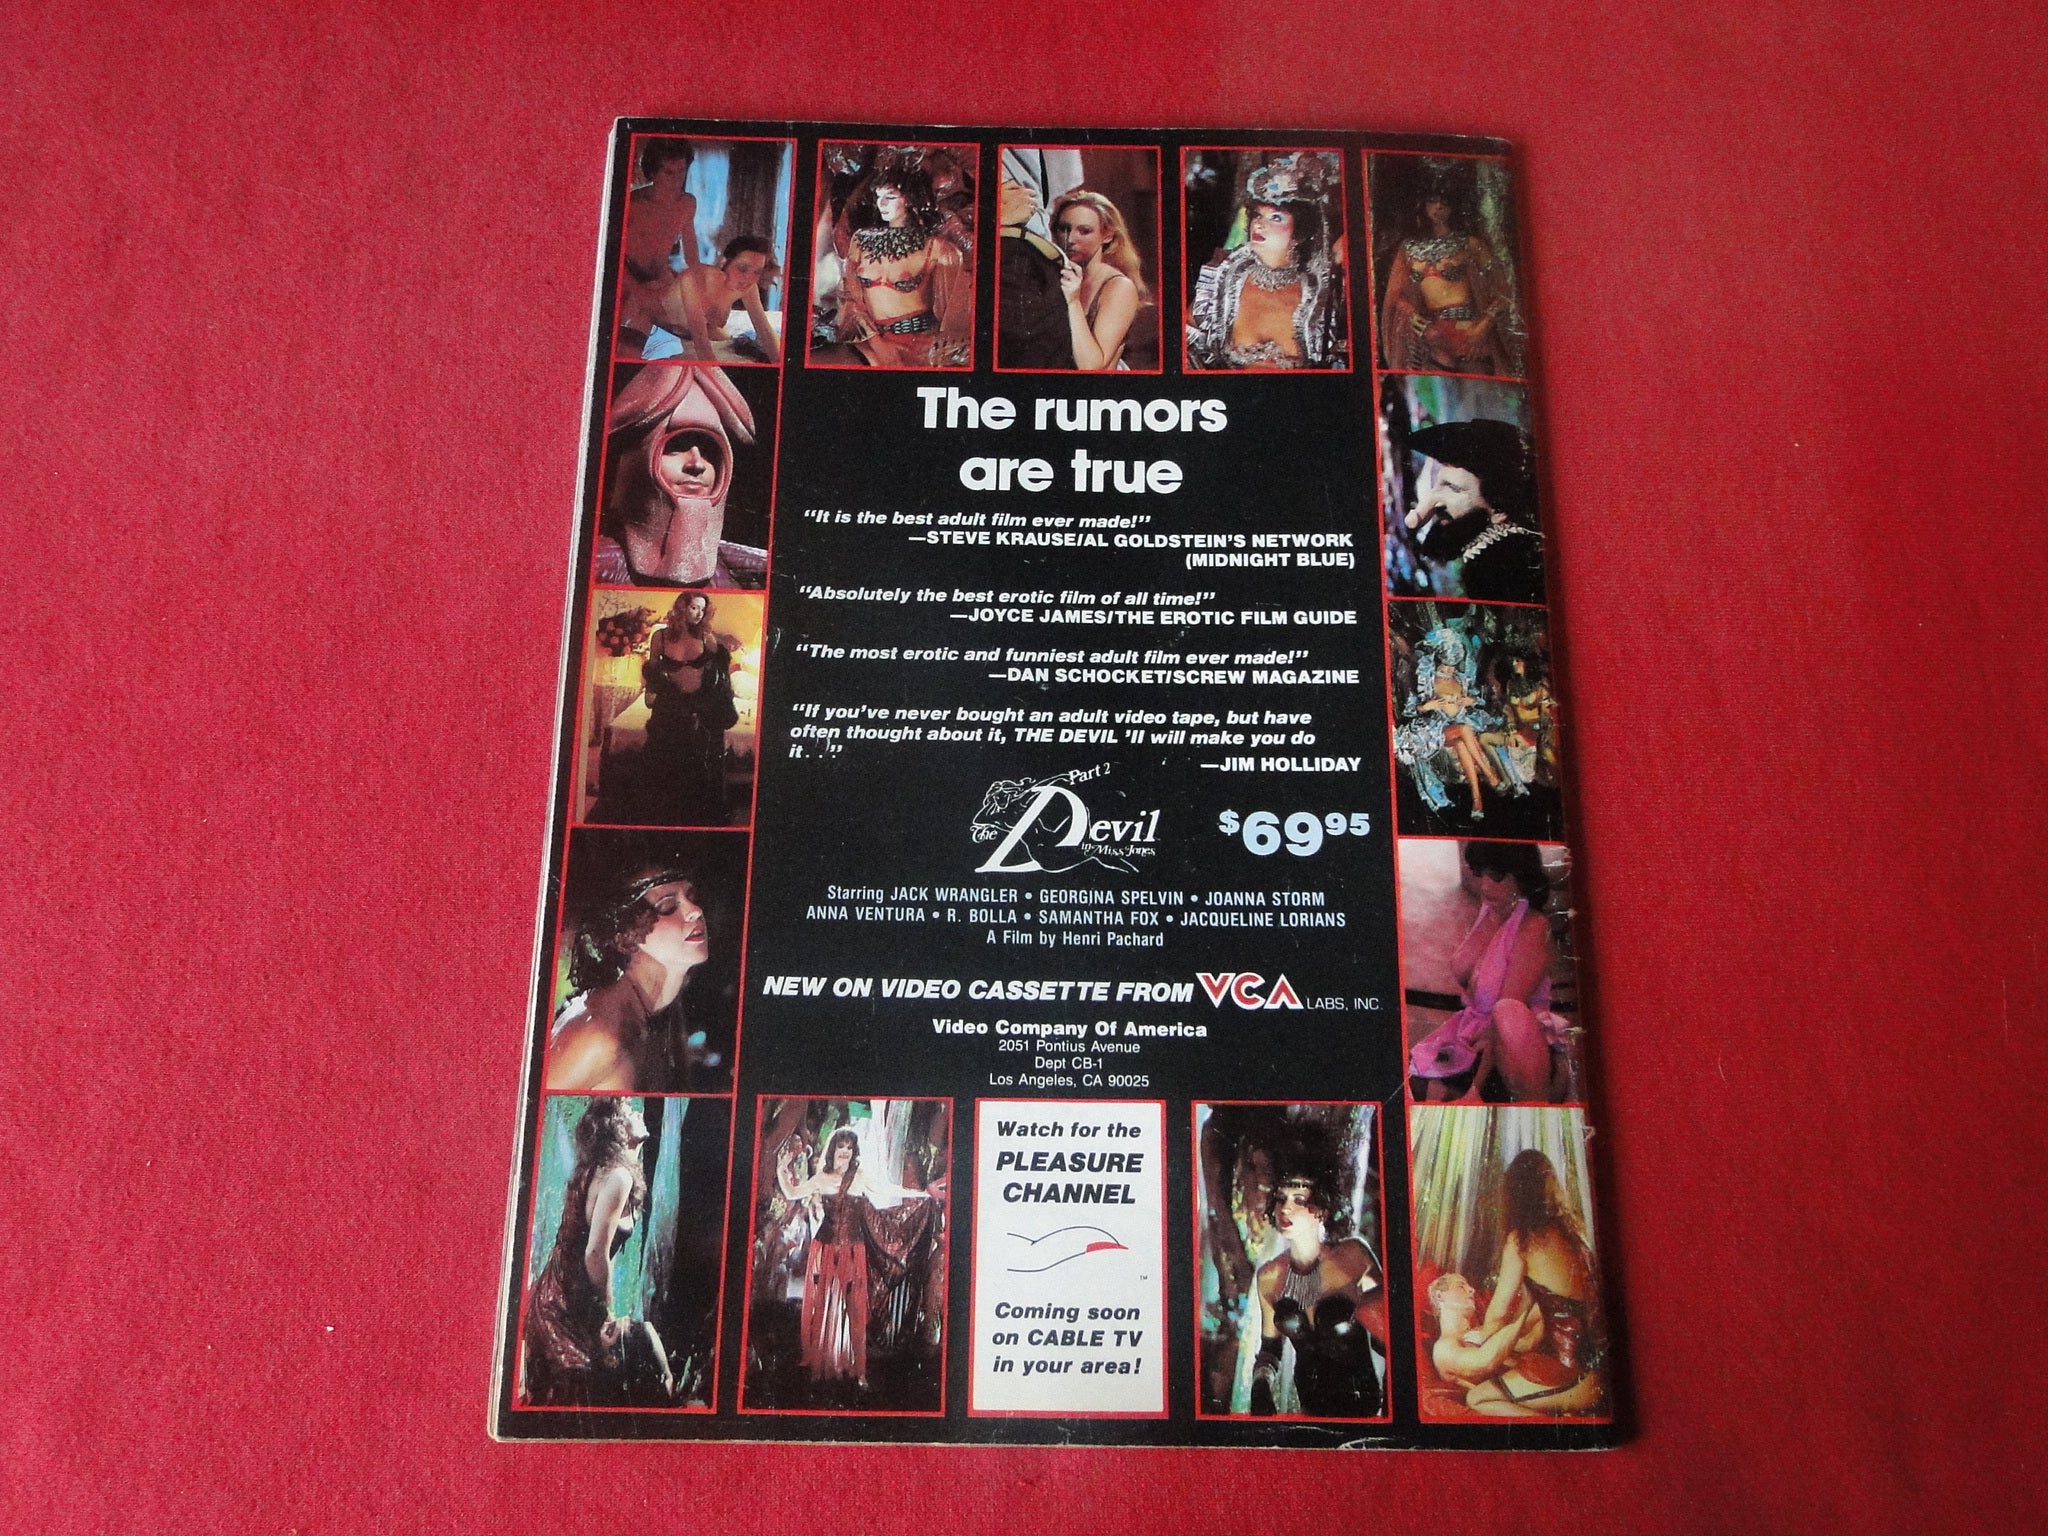 The rumors
are true
“It is the best adult film ever made!”
—STEVE KRAUSE/AL GOLDSTEIN'S NETWORK
(MIDNIGHT BLUE)
“Absolutely the best erotic film of all time!”
—JOYCE JAMES/THE EROTIC FILM GUIDE
“The most erotic and funniest adult film ever made!”
—DAN SCHOCKET/SCREW MAGAZINE
“If you've never bought an adult video tape, but have
often thought about it, THE DEVIL 'II will make you do
it. . .”
—JIM HOLLIDAY
Part 2
The Devil
in Miss Jones
$69.95
Starring JACK WRANGLER • GEORGINA SPELVIN • JOANNA STORM
ANNA VENTURA • R. BOLLA • SAMANTHA FOX • JACQUELINE LORIANS
A Film by Henri Pachard
NEW ON VIDEO CASSETTE FROM VCA LABS, INC.
Video Company Of America
2051 Pontius Avenue
Dept CB-1
Los Angeles, CA 90025
Watch for the
PLEASURE
CHANNEL
TM
Coming soon
on CABLE TV
in your area!